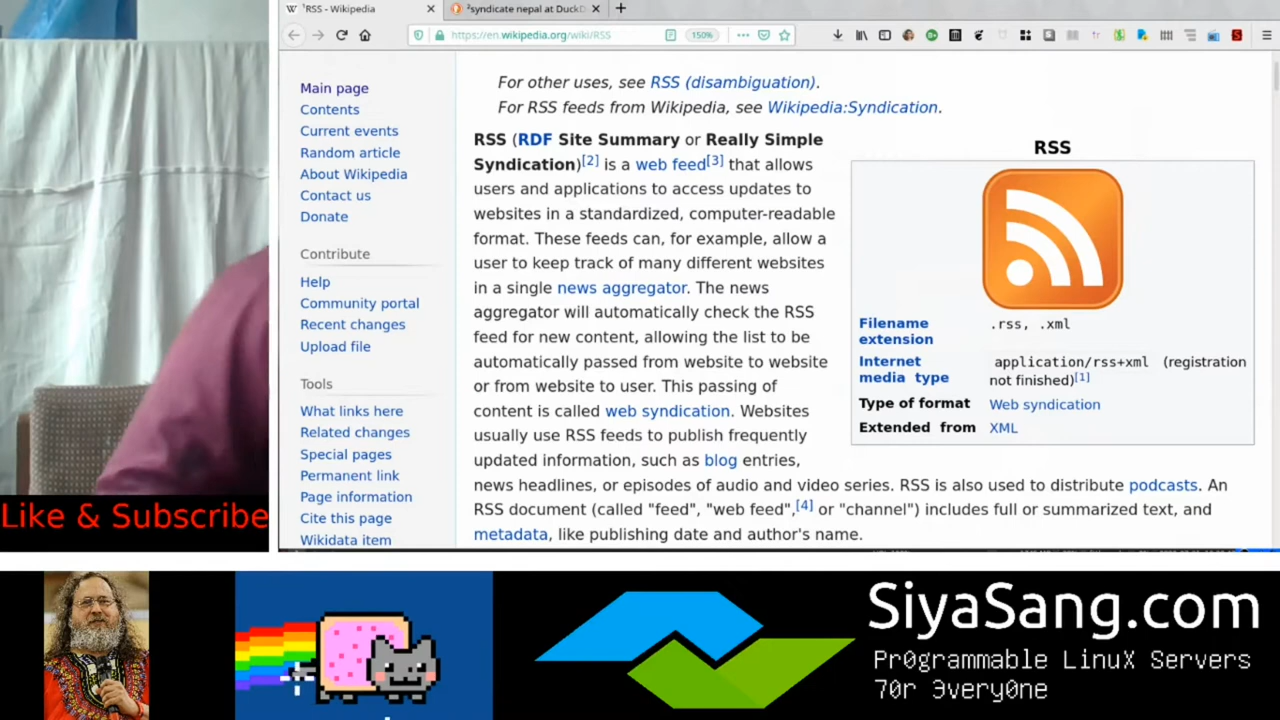 ¹RSS - Wikipedia
²syndicate nepal at DuckD
https://en.wikipedia.org/wiki/RSS
150%
Main page
Contents
Current events
Random article
About Wikipedia
Contact us
Donate
Contribute
Help
Community portal
Recent changes
Upload file
Tools
What links here
Related changes
Special pages
Permanent link
Page information
Cite this page
Wikidata item
For other uses, see RSS (disambiguation).
For RSS feeds from Wikipedia, see Wikipedia:Syndication.
RSS (RDF Site Summary or Really Simple
Syndication)[2] is a web feed[3] that allows
users and applications to access updates to
websites in a standardized, computer-readable
format. These feeds can, for example, allow a
user to keep track of many different websites
in a single news aggregator. The news
aggregator will automatically check the RSS
feed for new content, allowing the list to be
automatically passed from website to website
or from website to user. This passing of
content is called web syndication. Websites
usually use RSS feeds to publish frequently
updated information, such as blog entries,
news headlines, or episodes of audio and video series. RSS is also used to distribute podcasts. An
RSS document (called "feed", "web feed",[4] or "channel") includes full or summarized text, and
metadata, like publishing date and author's name.
RSS
Filename extension .rss, .xml
Internet media type application/rss+xml (registration
not finished)[1]
Type of format Web syndication
Extended from XML
Like & Subscribe
SiyaSang.com
Pr0grammable LinuX Servers
70r 3very0ne